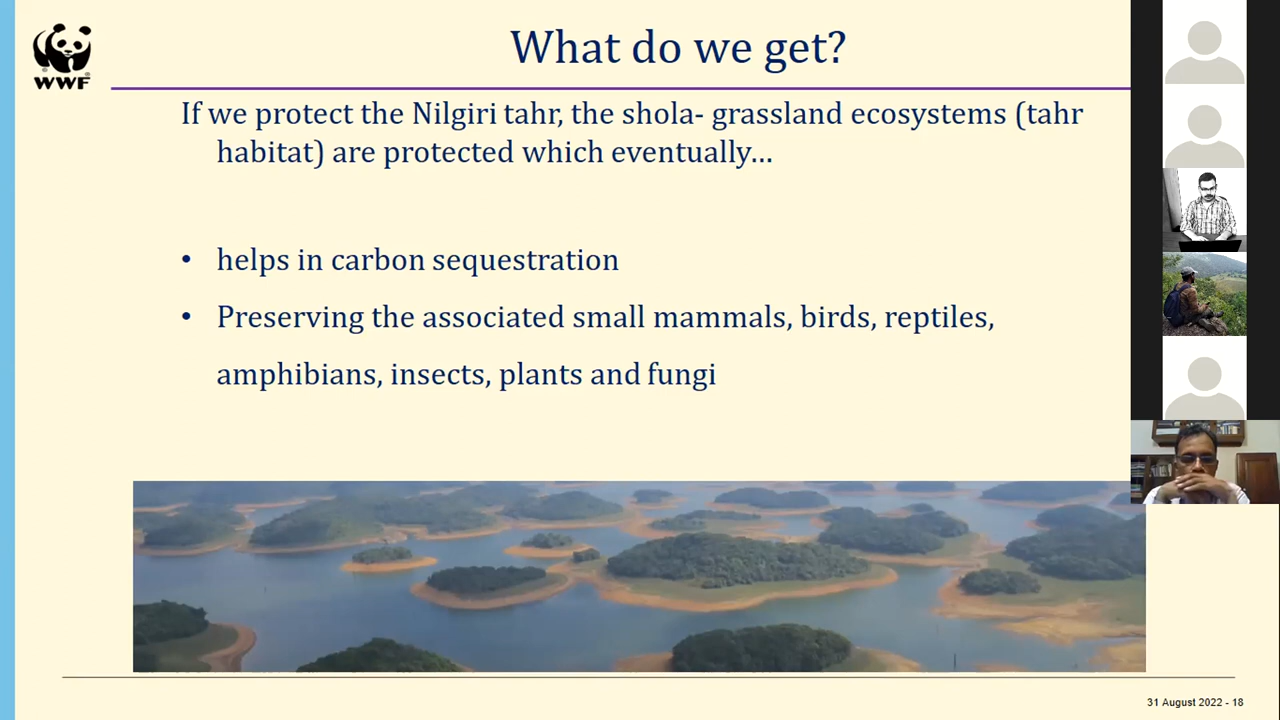 What do we get?
WWF
If we protect the Nilgiri tahr, the shola- grassland ecosystems (tahr
habitat) are protected which eventually...
• helps in carbon sequestration
• Preserving the associated small mammals, birds, reptiles,
amphibians, insects, plants and fungi
31 August 2022 - 18